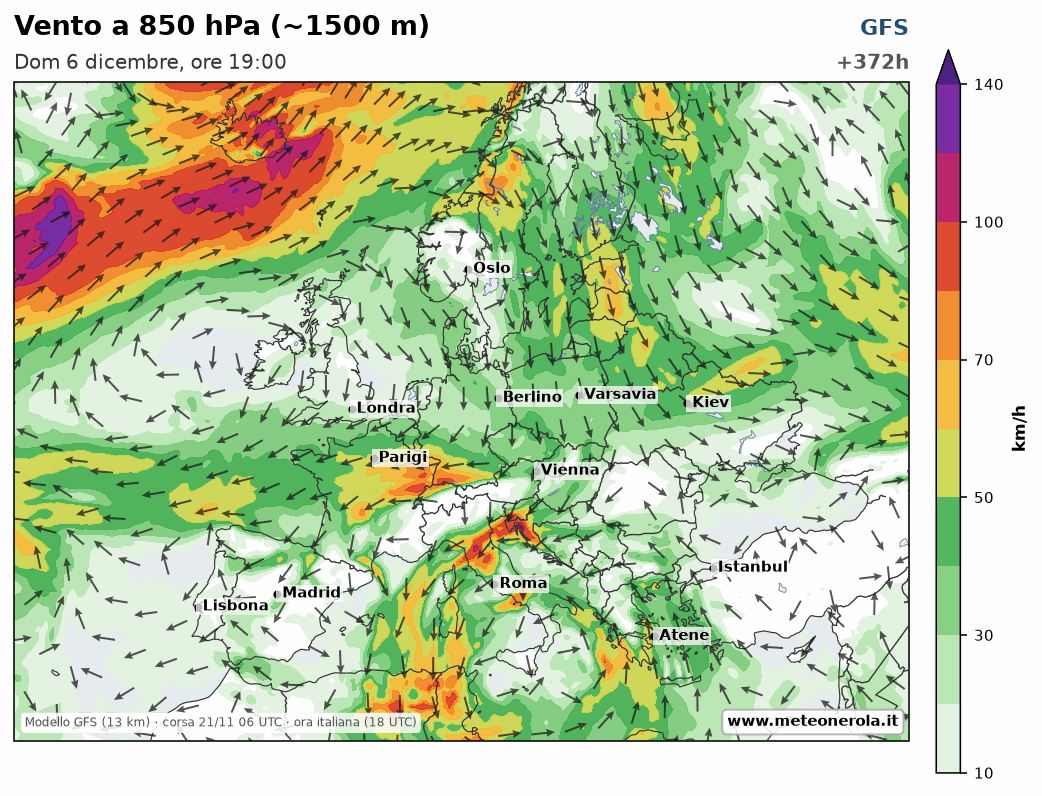 Vento a 850 hPa (~1500 m)
GFS
Dom 6 dicembre, ore 19:00
+372h
140
100
70
50
30
10
km/h
Oslo
Londra
Berlino
Varsavia
Kiev
Parigi
Vienna
Istanbul
Roma
Madrid
Lisbona
Atene
Modello GFS (13 km) · corsa 21/11 06 UTC · ora italiana (18 UTC)
www.meteonerola.it